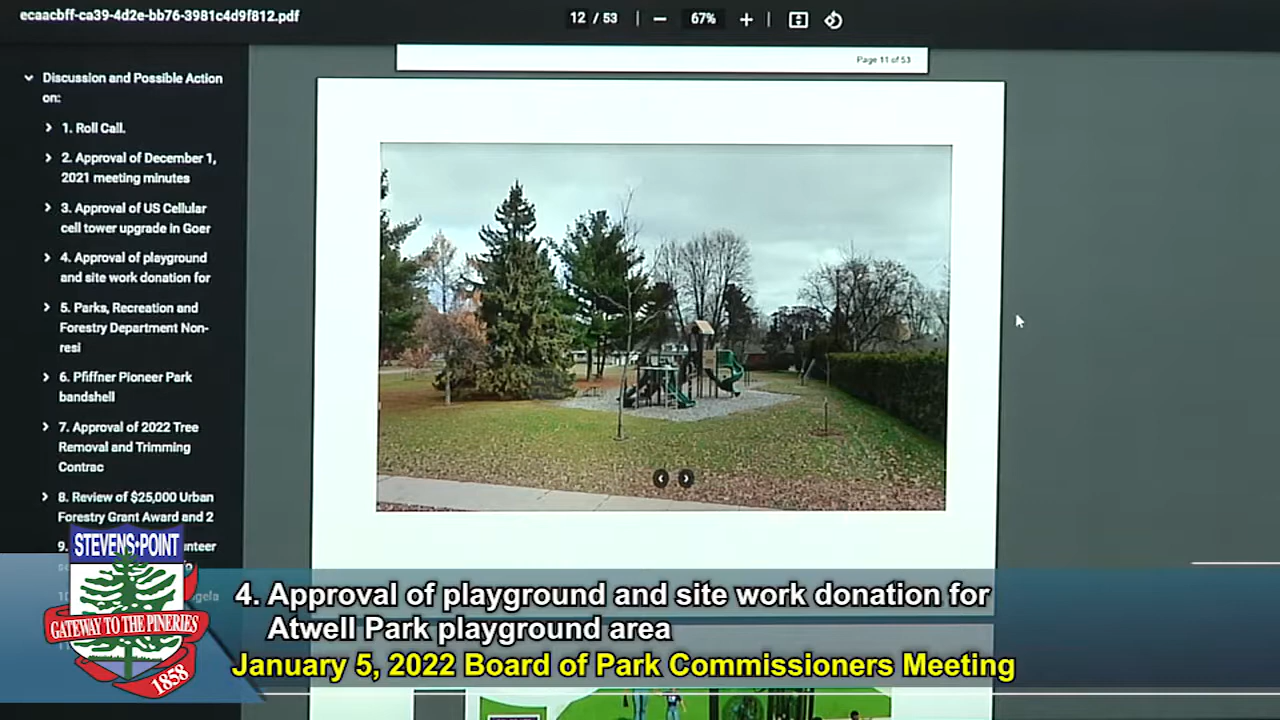 ecaacbff-ca39-4d2e-bb76-3981c4d9f812.pdf
12 / 53
67%
Discussion and Possible Action
on:
1. Roll Call.
2. Approval of December 1,
2021 meeting minutes
3. Approval of US Cellular
cell tower upgrade in Goer
4. Approval of playground
and site work donation for
5. Parks, Recreation and
Forestry Department Non-
resi
6. Pfiffner Pioneer Park
bandshell
7. Approval of 2022 Tree
Removal and Trimming
Contrac
8. Review of $25,000 Urban
Forestry Grant Award and 2
9.
Page 11 of 53
STEVENS POINT
GATEWAY TO THE PINERIES
1858
4. Approval of playground and site work donation for
Atwell Park playground area
January 5, 2022 Board of Park Commissioners Meeting